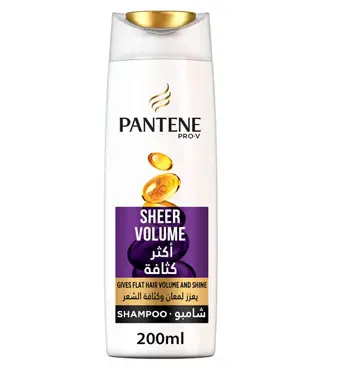 PANTENE
PRO-V
SHEER
VOLUME
أكثر
كثافة
GIVES FLAT HAIR VOLUME AND SHINE
يعزز لمعان وكثافة الشعر
SHAMPOO • شامبو
200ml